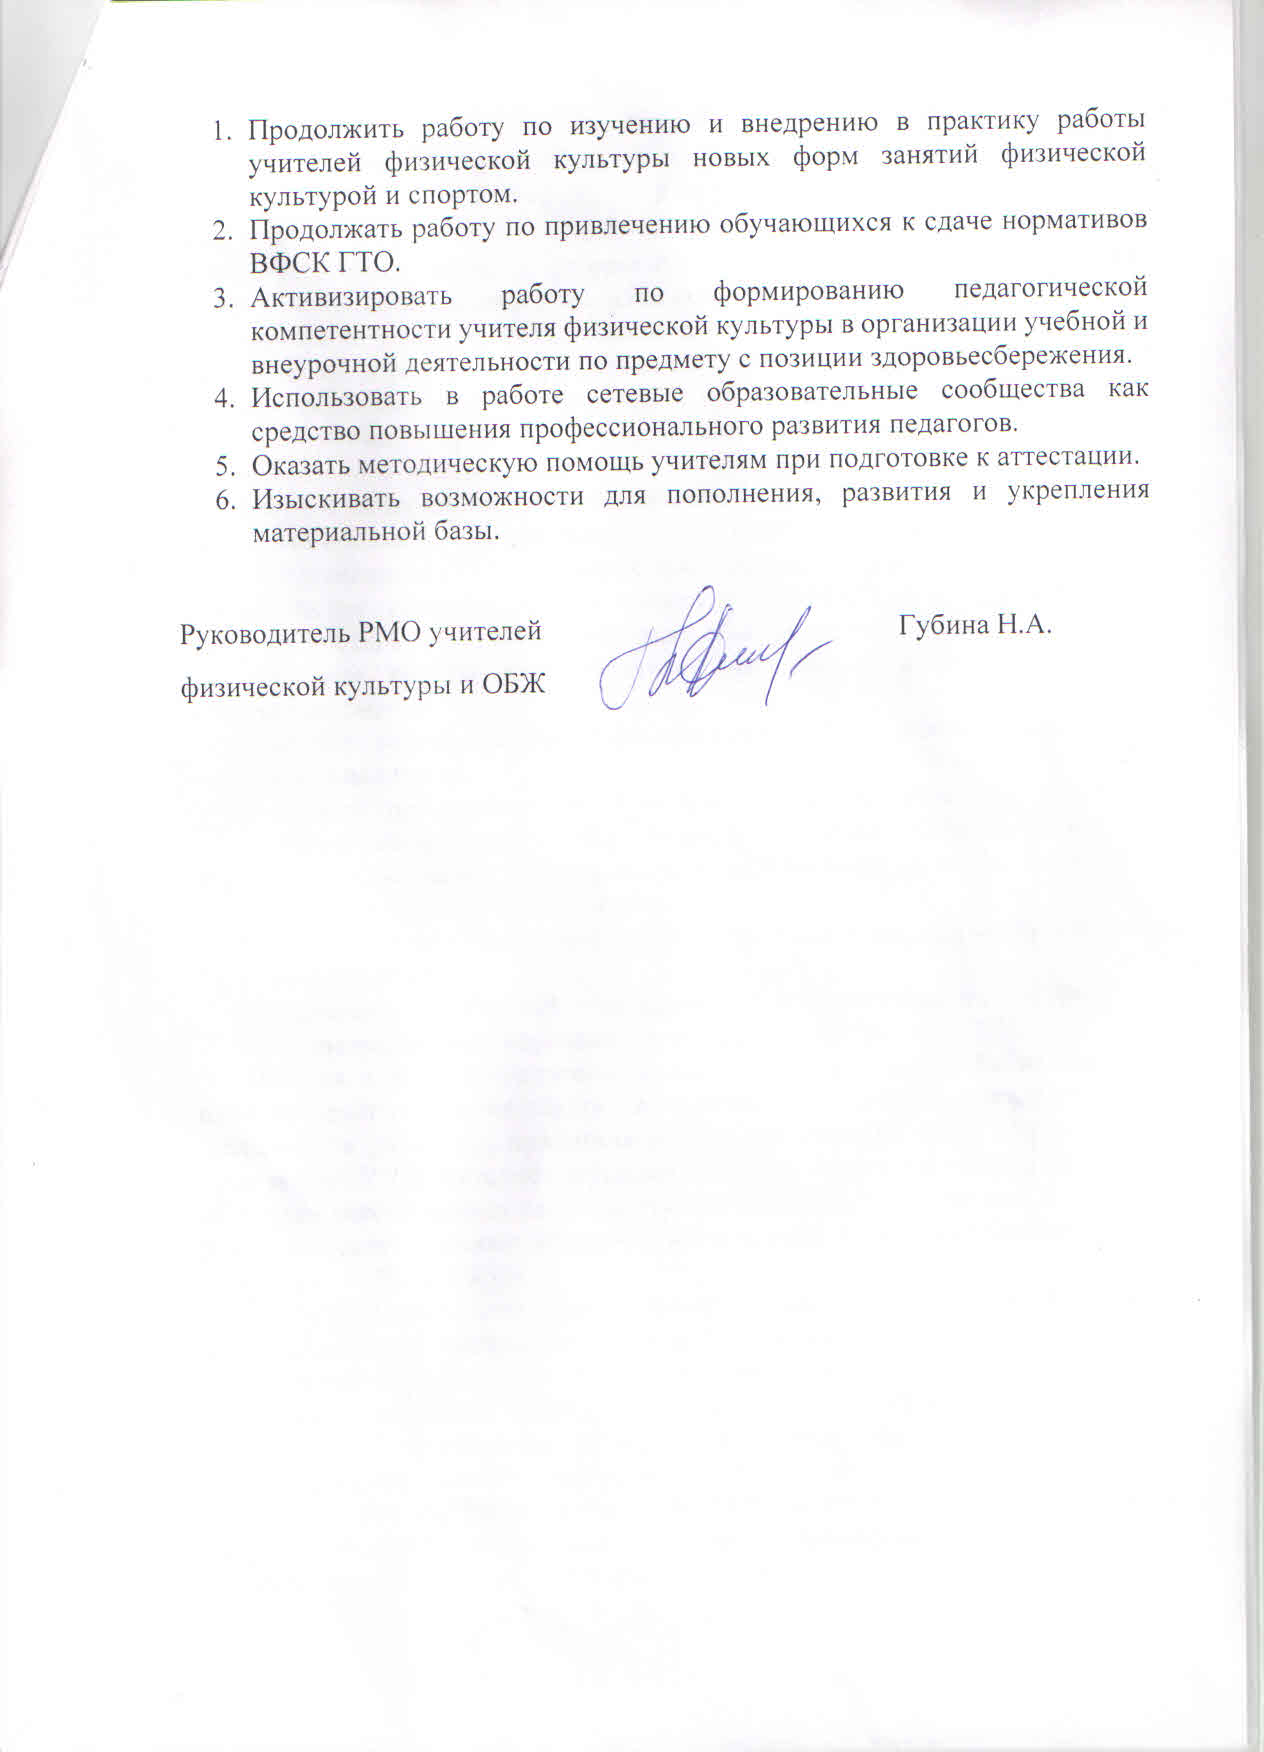 1. Продолжить работу по изучению и внедрению в практику работы
учителей физической культуры новых форм занятий физической
культурой и спортом.
2. Продолжать работу по привлечению обучающихся к сдаче нормативов
ВФСК ГТО.
3. Активизировать работу по формированию педагогической
компетентности учителя физической культуры в организации учебной и
внеурочной деятельности по предмету с позиции здоровьесбережения.
4. Использовать в работе сетевые образовательные сообщества как
средство повышения профессионального развития педагогов.
5. Оказать методическую помощь учителям при подготовке к аттестации.
6. Изыскивать возможности для пополнения, развития и укрепления
материальной базы.
Руководитель РМО учителей Губина Н.А.
физической культуры и ОБЖ